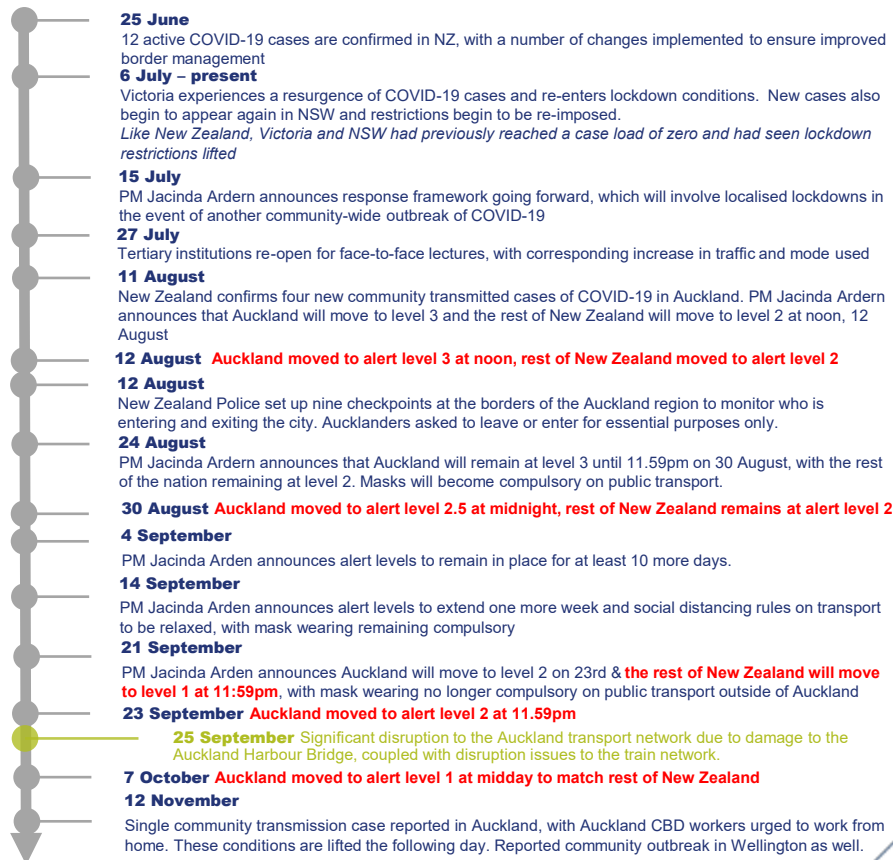 25 June
12 active COVID-19 cases are confirmed in NZ, with a number of changes implemented to ensure improved
border management
6 July – present
Victoria experiences a resurgence of COVID-19 cases and re-enters lockdown conditions.  New cases also
begin to appear again in NSW and restrictions begin to be re-imposed.
Like New Zealand, Victoria and NSW had previously reached a case load of zero and had seen lockdown
restrictions lifted
15 July
PM Jacinda Ardern announces response framework going forward, which will involve localised lockdowns in
the event of another community-wide outbreak of COVID-19
27 July
Tertiary institutions re-open for face-to-face lectures, with corresponding increase in traffic and mode used
11 August
New Zealand confirms four new community transmitted cases of COVID-19 in Auckland. PM Jacinda Ardern
announces that Auckland will move to level 3 and the rest of New Zealand will move to level 2 at noon, 12
August
12 August Auckland moved to alert level 3 at noon, rest of New Zealand moved to alert level 2
12 August
New Zealand Police set up nine checkpoints at the borders of the Auckland region to monitor who is
entering and exiting the city. Aucklanders asked to leave or enter for essential purposes only.
24 August
PM Jacinda Ardern announces that Auckland will remain at level 3 until 11.59pm on 30 August, with the rest
of the nation remaining at level 2. Masks will become compulsory on public transport.
30 August Auckland moved to alert level 2.5 at midnight, rest of New Zealand remains at alert level 2
4 September
PM Jacinda Arden announces alert levels to remain in place for at least 10 more days.
14 September
PM Jacinda Arden announces alert levels to extend one more week and social distancing rules on transport
to be relaxed, with mask wearing remaining compulsory
21 September
PM Jacinda Arden announces Auckland will move to level 2 on 23rd & the rest of New Zealand will move
to level 1 at 11:59pm, with mask wearing no longer compulsory on public transport outside of Auckland
23 September Auckland moved to alert level 2 at 11.59pm
25 September Significant disruption to the Auckland transport network due to damage to the
Auckland Harbour Bridge, coupled with disruption issues to the train network.
7 October Auckland moved to alert level 1 at midday to match rest of New Zealand
12 November
Single community transmission case reported in Auckland, with Auckland CBD workers urged to work from
home. These conditions are lifted the following day. Reported community outbreak in Wellington as well.